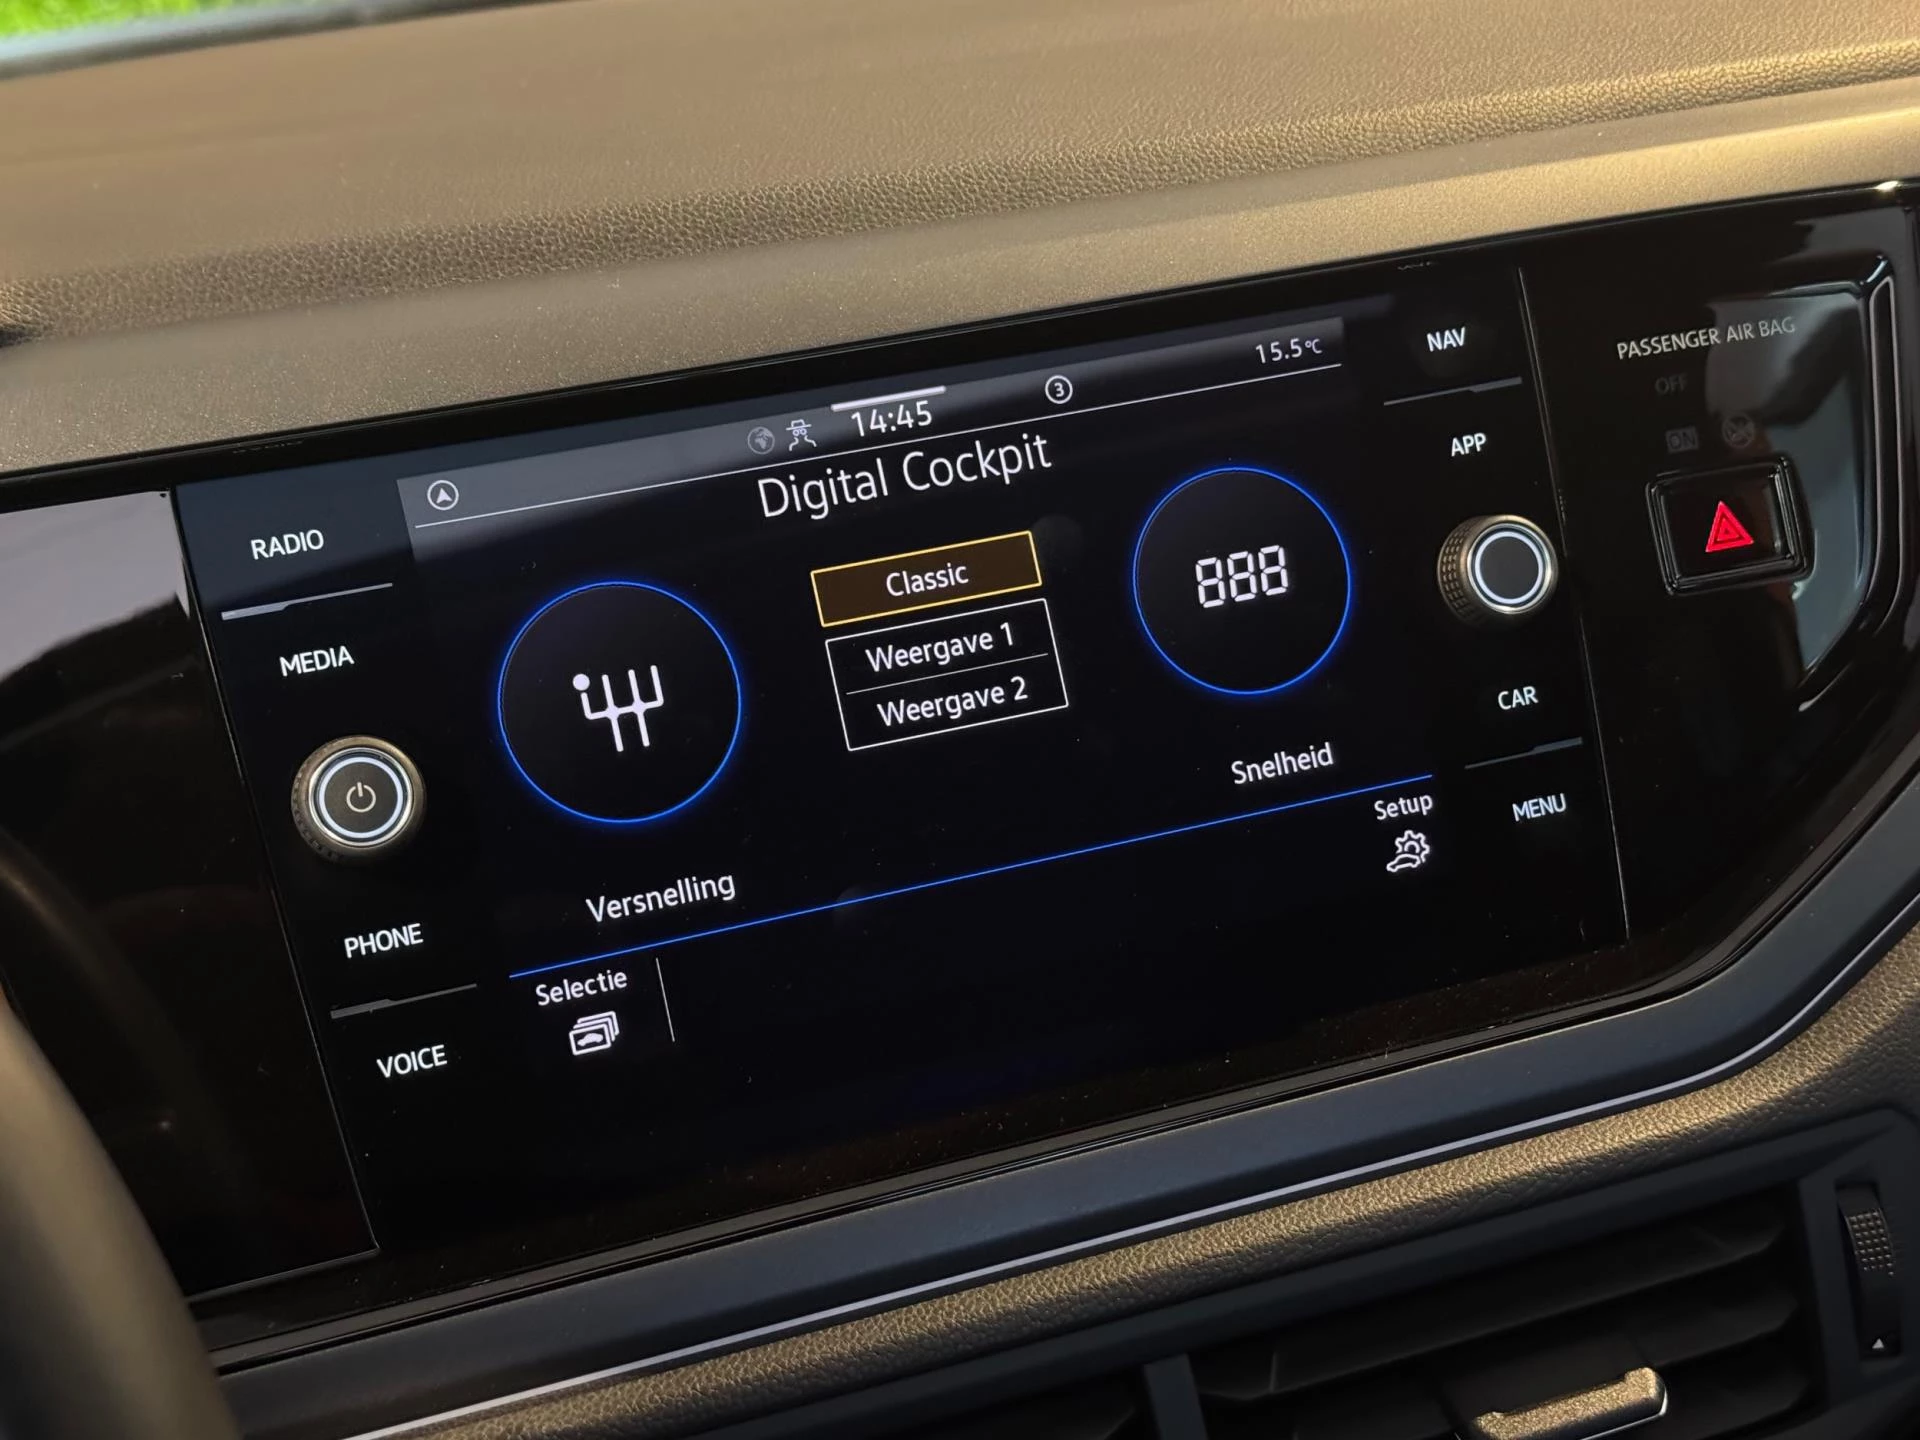 RADIO
MEDIA
PHONE
VOICE
14:45
3
15.5°C
Digital Cockpit
Classic
Weergave 1
Weergave 2
888
Versnelling
Snelheid
Selectie
Setup
NAV
APP
CAR
MENU
PASSENGER AIR BAG
OFF
ON